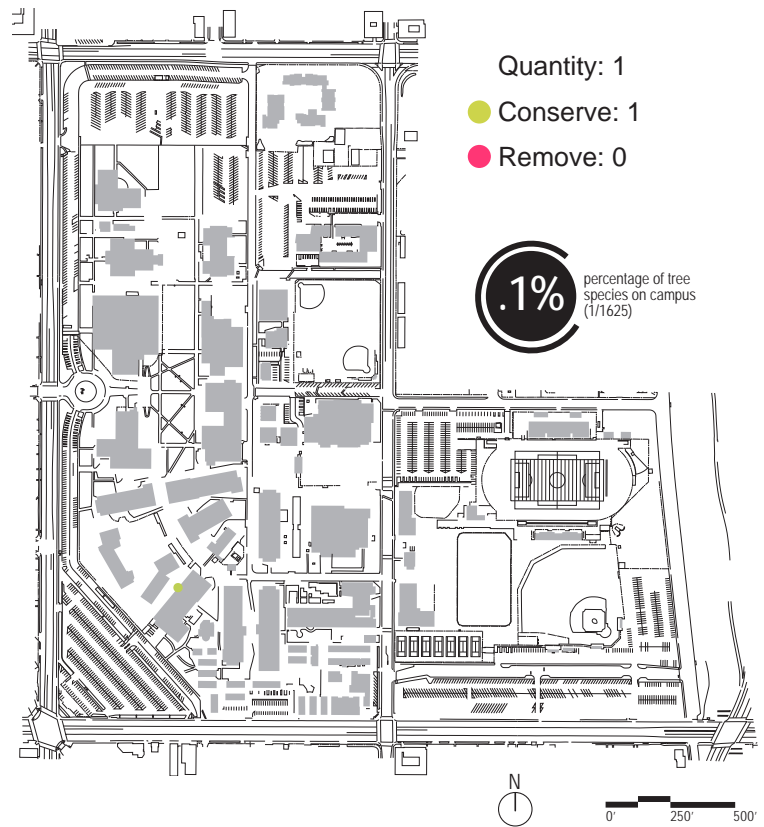 Quantity: 1
Conserve: 1
Remove: 0
.1%
percentage of tree
species on campus
(1/1625)
N
0' 250' 500'